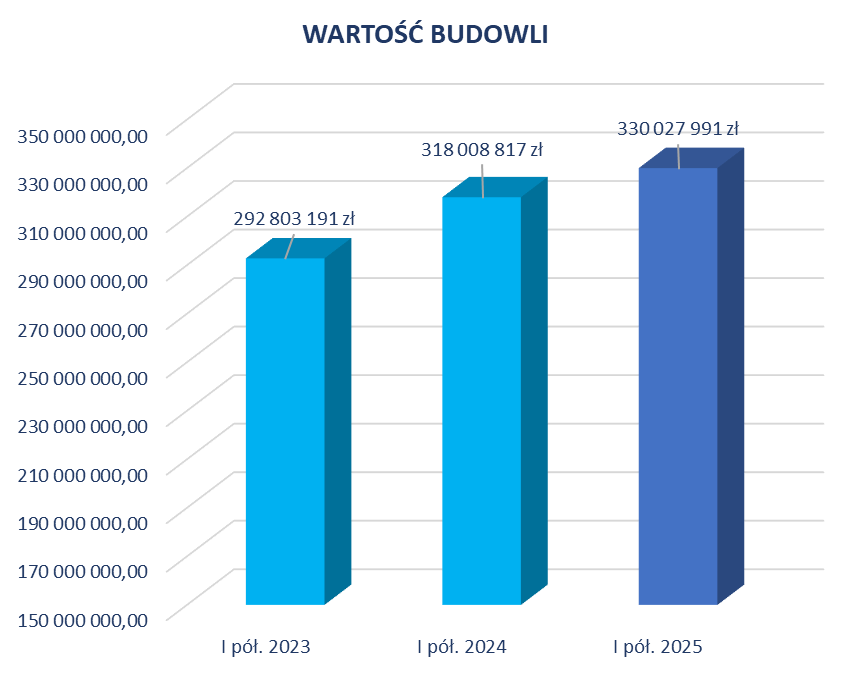 WARTOŚĆ BUDOWLI
350 000 000,00
330 000 000,00
310 000 000,00
290 000 000,00
270 000 000,00
250 000 000,00
230 000 000,00
210 000 000,00
190 000 000,00
170 000 000,00
150 000 000,00
292 803 191 zł
318 008 817 zł
330 027 991 zł
I pół. 2023
I pół. 2024
I pół. 2025